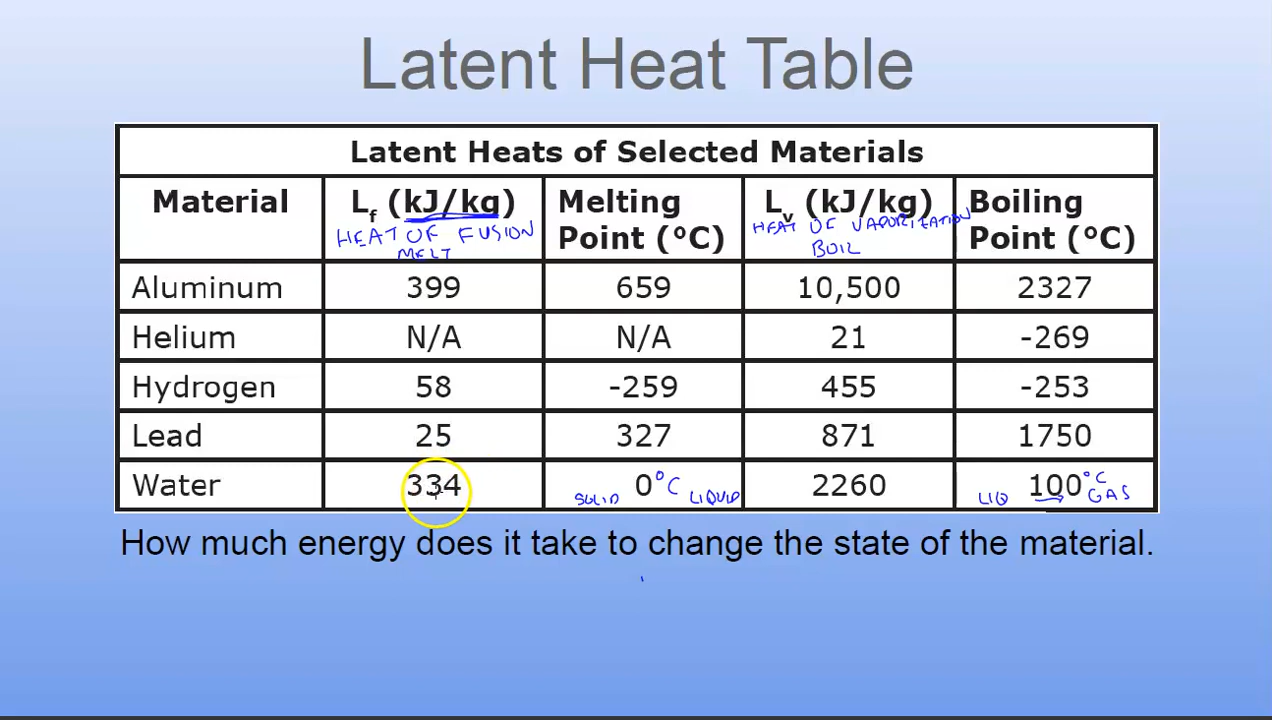 Latent Heat Table
Latent Heats of Selected Materials
Material L_f (kJ/kg) Melting Point (°C) L_v (kJ/kg) Boiling Point (°C)
HEAT OF FUSION HEAT OF VAPORIZATION
MELT BOIL
Aluminum 399 659 10,500 2327
Helium N/A N/A 21 -269
Hydrogen 58 -259 455 -253
Lead 25 327 871 1750
Water 334 SOLID 0°C LIQUID 2260 LIQ → 100°C GAS
How much energy does it take to change the state of the material.